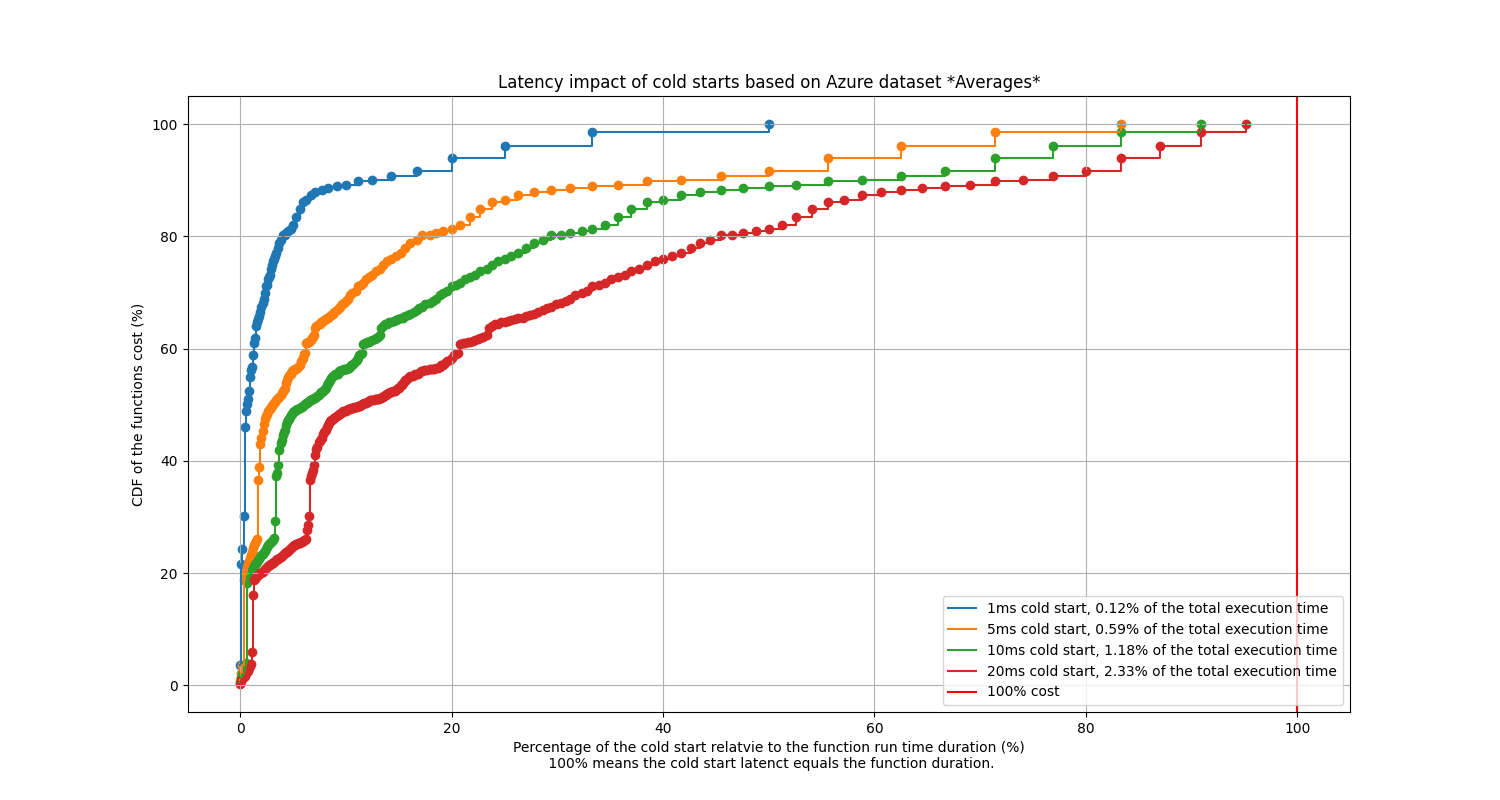 Latency impact of cold starts based on Azure dataset *Averages*
CDF of the functions cost (%)
100
80
60
40
20
0
1ms cold start, 0.12% of the total execution time
5ms cold start, 0.59% of the total execution time
10ms cold start, 1.18% of the total execution time
20ms cold start, 2.33% of the total execution time
100% cost
0 20 40 60 80 100
Percentage of the cold start relatvie to the function run time duration (%)
100% means the cold start latenct equals the function duration.